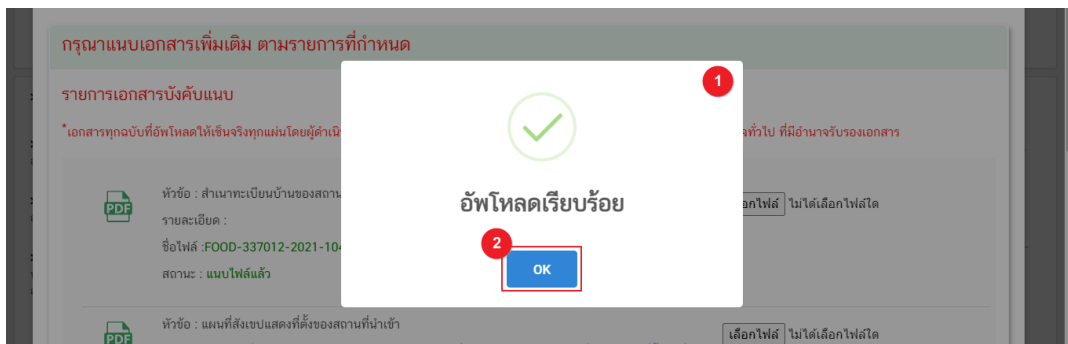 กรุณาแนบเอกสารเพิ่มเติม ตามรายการที่กำหนด
รายการเอกสารบังคับแนบ
1
*เอกสารทุกฉบับที่อัพโหลดให้เซ็นจริงทุกแผ่นโดยผู้ดำเนิ ทั่วไป ที่มีอำนาจรับรองเอกสาร
PDF
หัวข้อ : สำเนาทะเบียนบ้านของสถาน
อัพโหลดเรียบร้อย
อกไฟล์ ไม่ได้เลือกไฟล์ใด
รายละเอียด :
ชื่อไฟล์ :FOOD-337012-2021-104
2
สถานะ : แนบไฟล์แล้ว
OK
PDF
หัวข้อ : แผนที่สังเขปแสดงที่ตั้งของสถานที่นำเข้า
เลือกไฟล์ ไม่ได้เลือกไฟล์ใด